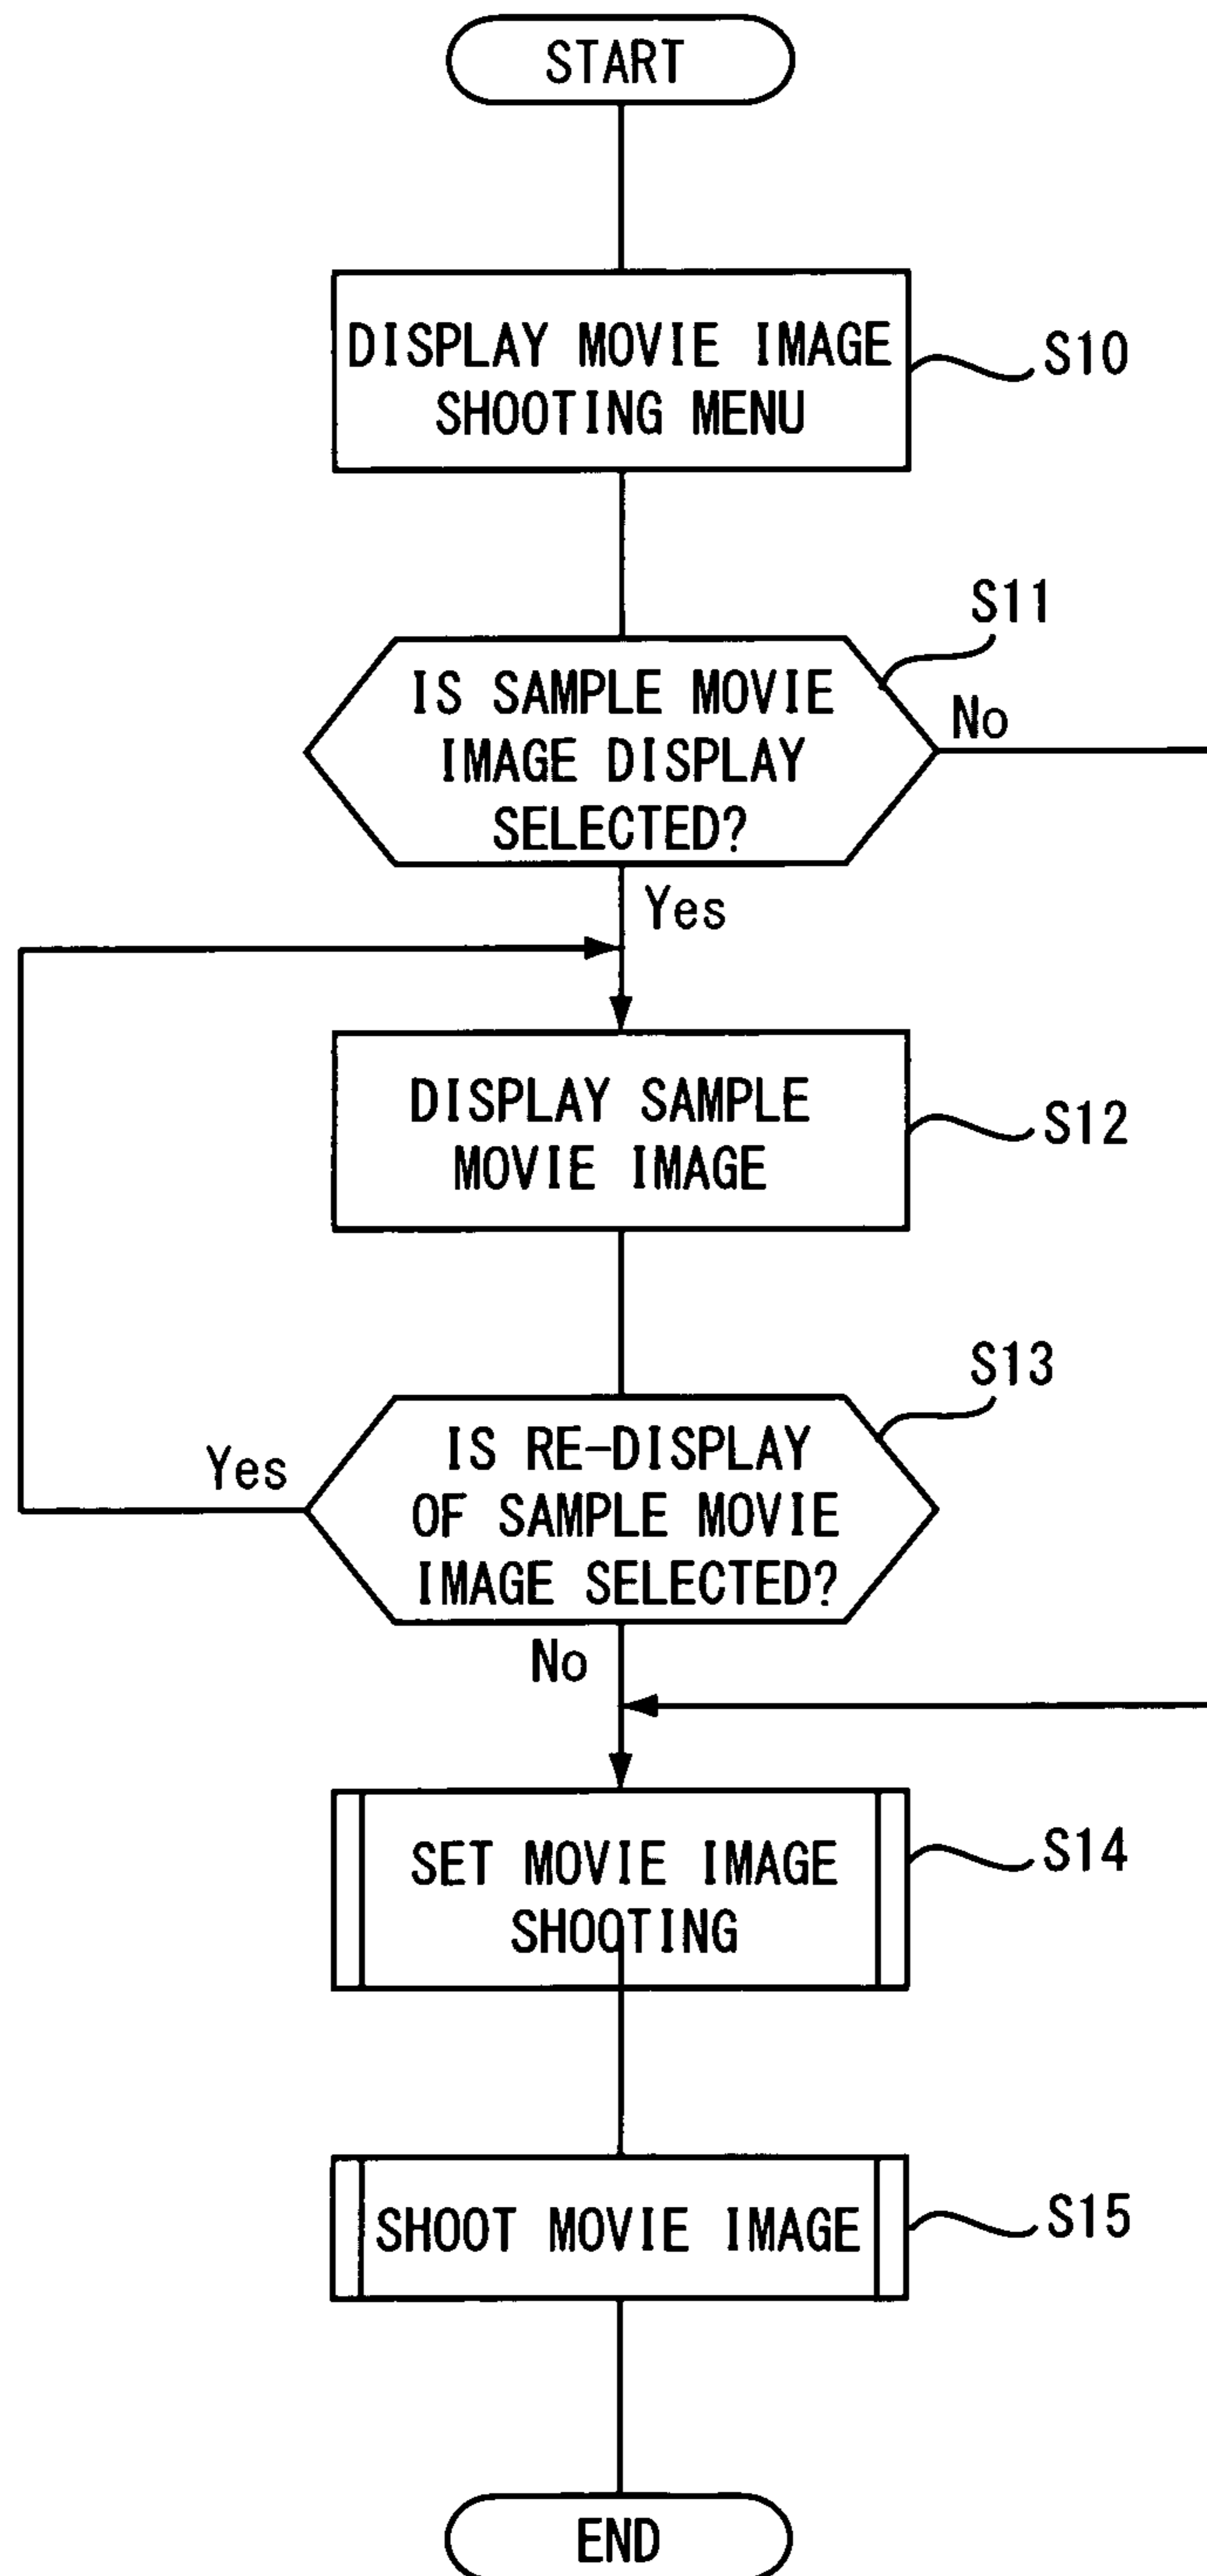 START
DISPLAY MOVIE IMAGE
SHOOTING MENU
S10
S11
IS SAMPLE MOVIE
IMAGE DISPLAY
SELECTED?
No
Yes
DISPLAY SAMPLE
MOVIE IMAGE
S12
S13
IS RE-DISPLAY
OF SAMPLE MOVIE
IMAGE SELECTED?
Yes
No
SET MOVIE IMAGE
SHOOTING
S14
SHOOT MOVIE IMAGE
S15
END